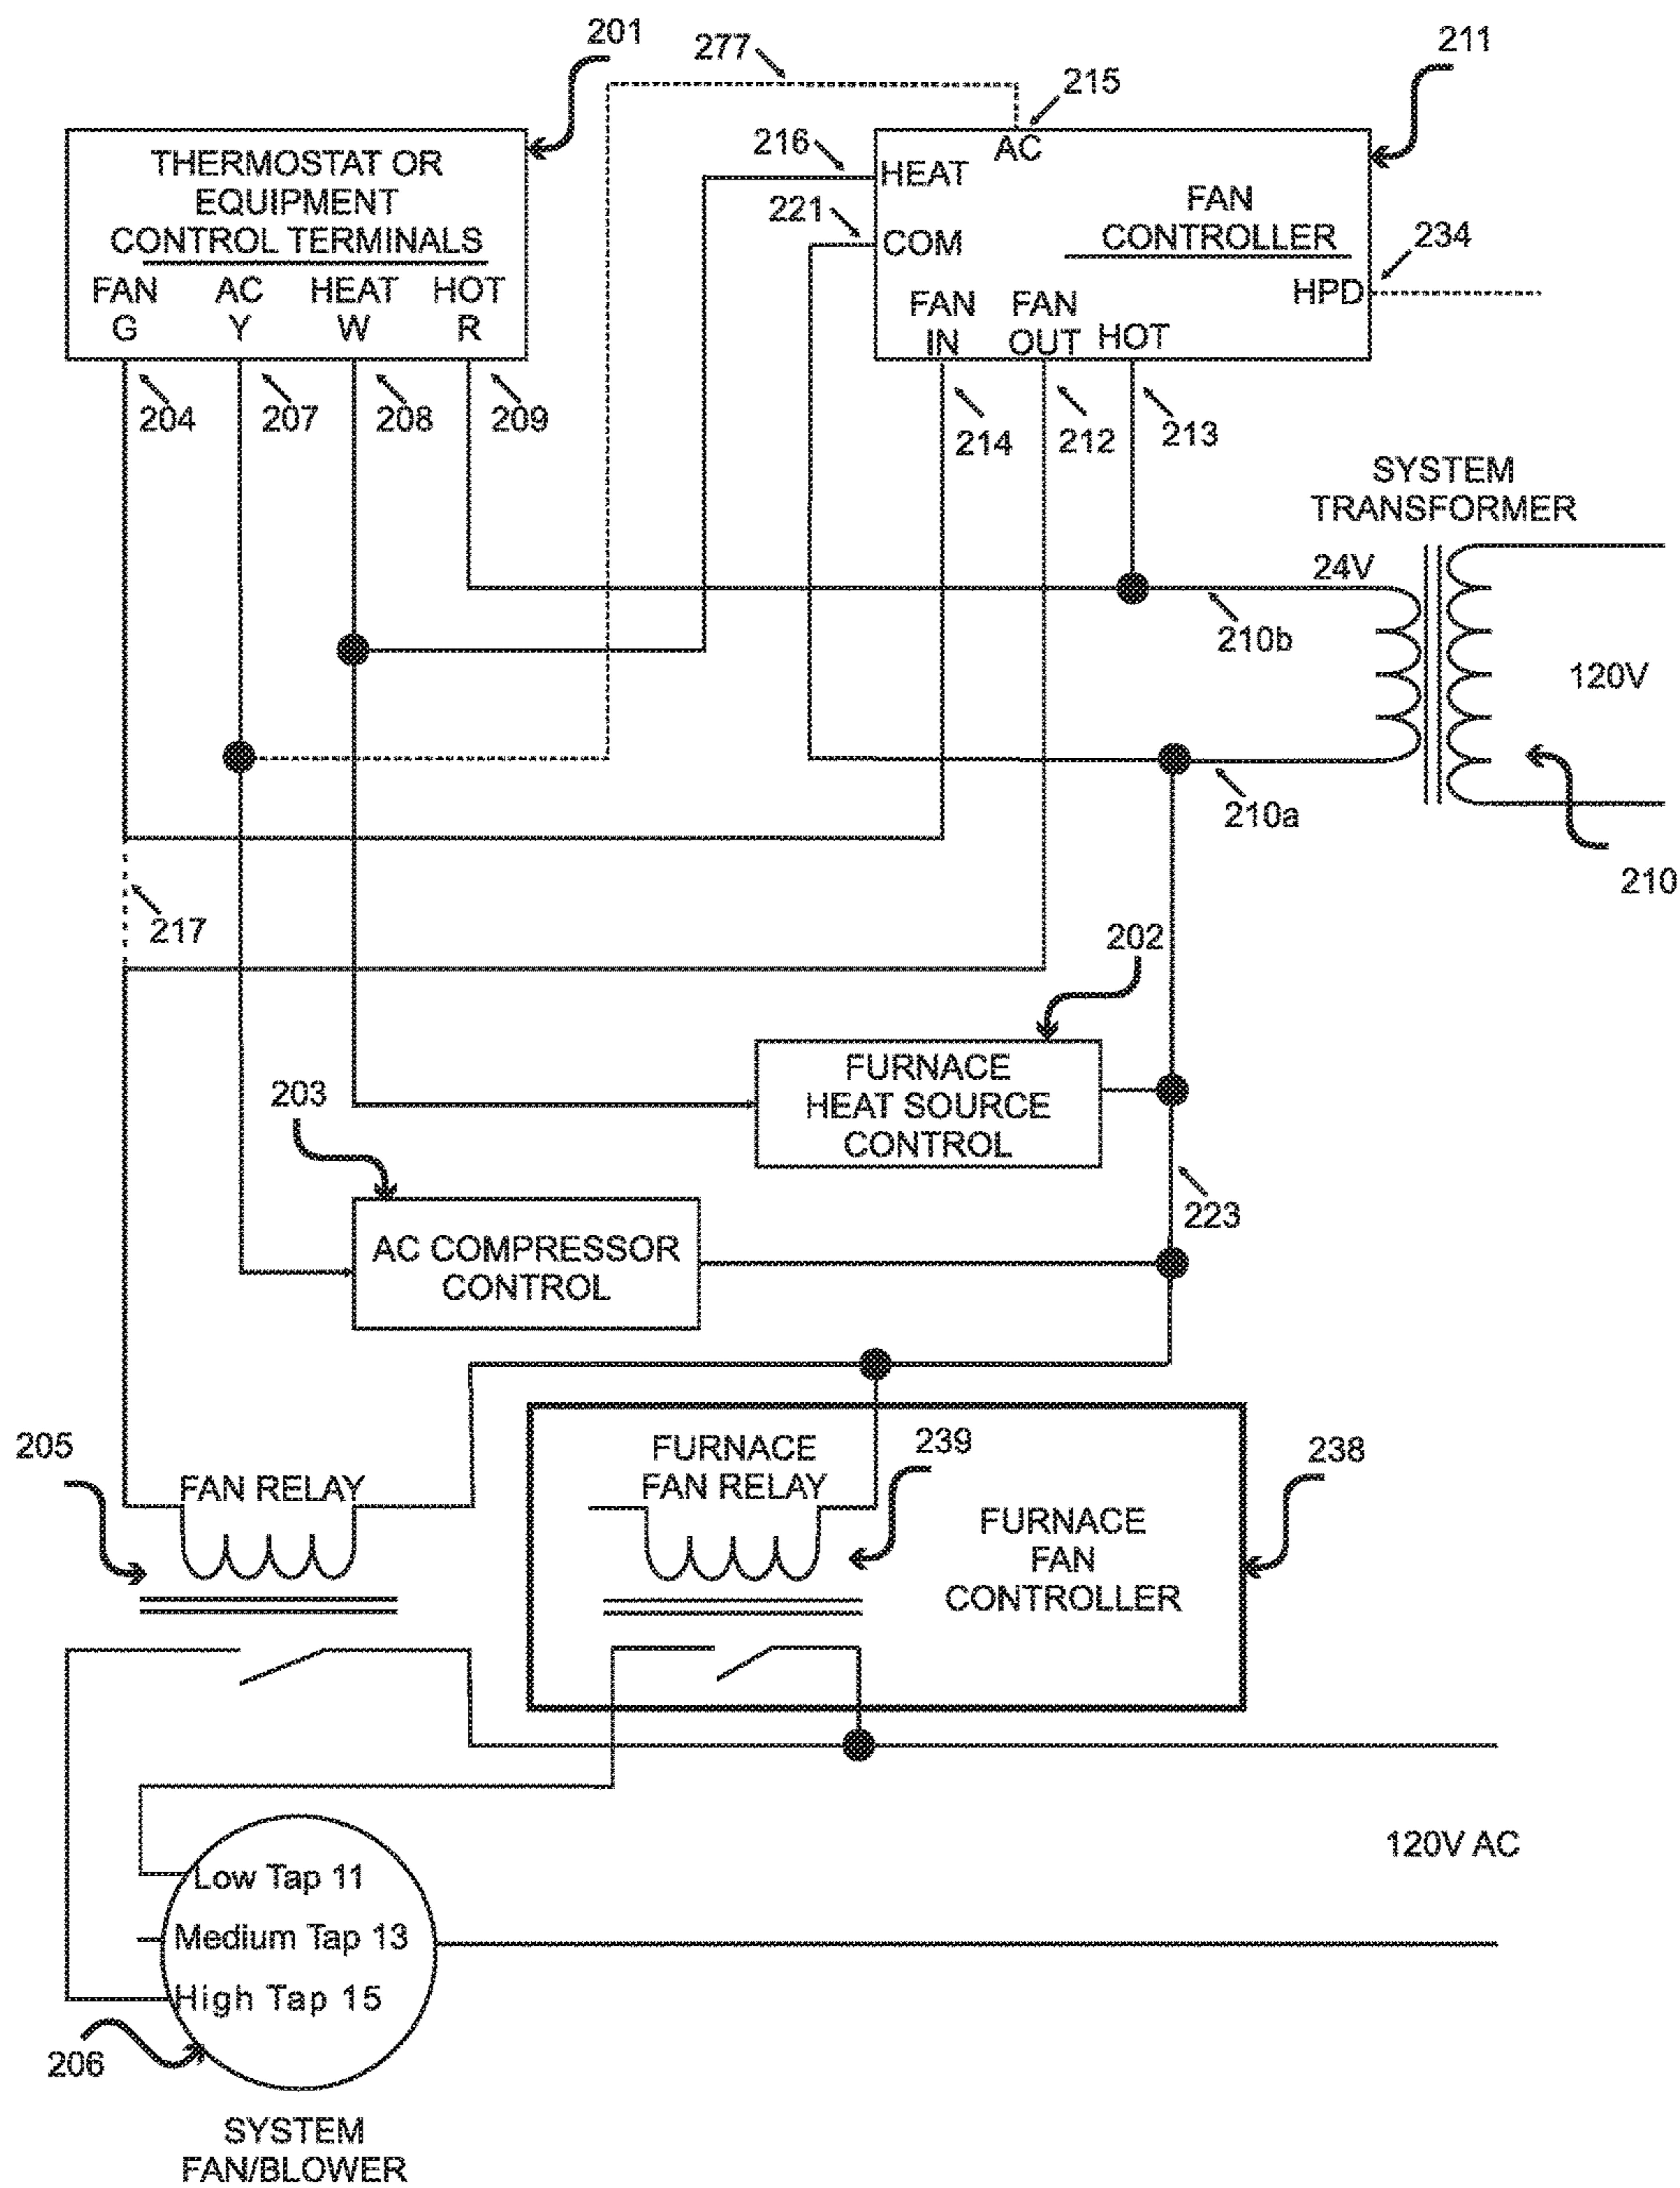 201
277
211
215
THERMOSTAT OR
EQUIPMENT
CONTROL TERMINALS
FAN AC HEAT HOT
G Y W R
216
221
HEAT
AC
COM
FAN
CONTROLLER
HPD
234
FAN
IN
FAN
OUT
HOT
204
207
208
209
214
212
213
SYSTEM
TRANSFORMER
24V
210b
120V
210a
210
217
202
FURNACE
HEAT SOURCE
CONTROL
203
223
AC COMPRESSOR
CONTROL
205
FAN RELAY
FURNACE
FAN RELAY
239
238
FURNACE
FAN
CONTROLLER
120V AC
Low Tap 11
Medium Tap 13
High Tap 15
206
SYSTEM
FAN/BLOWER